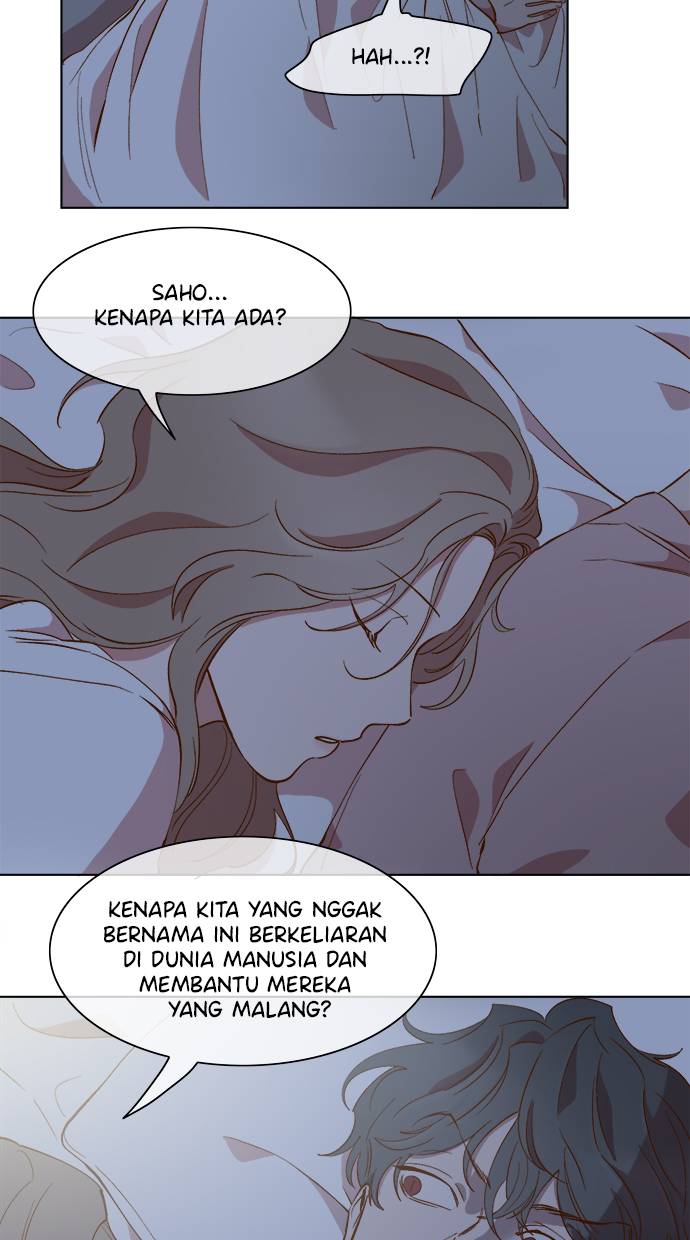 HAH...?!
SAHO...
KENAPA KITA ADA?
KENAPA KITA YANG NGGAK
BERNAMA INI BERKELIARAN
DI DUNIA MANUSIA DAN
MEMBANTU MEREKA
YANG MALANG?